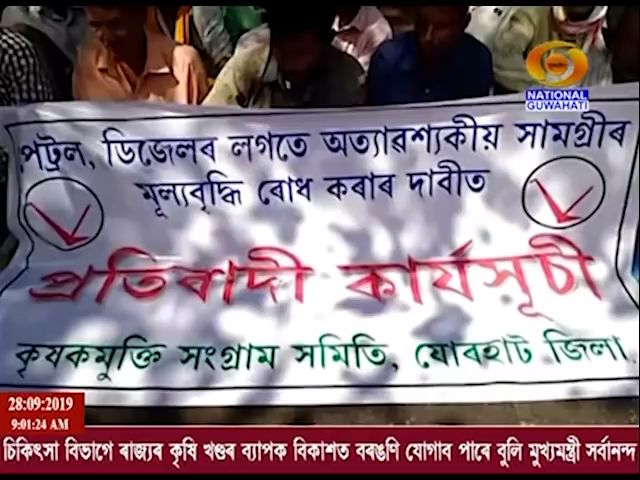 NATIONAL
GUWAHATI
পেট্ৰল, ডিজেলৰ লগতে অত্যাৱশ্যকীয় সামগ্ৰীৰ
মূল্যবৃদ্ধি ৰোধ কৰাৰ দাবীত
প্ৰতিবাদী কাৰ্যসূচী
কৃষকমুক্তি সংগ্ৰাম সমিতি, যোৰহাট জিলা
28:09:2019
9:01:24 AM
চিকিৎসা বিভাগে ৰাজ্যৰ কৃষি খণ্ডৰ ব্যাপক বিকাশত বৰঙণি যোগাব পাৰে বুলি মুখ্যমন্ত্ৰী সৰ্বানন্দ